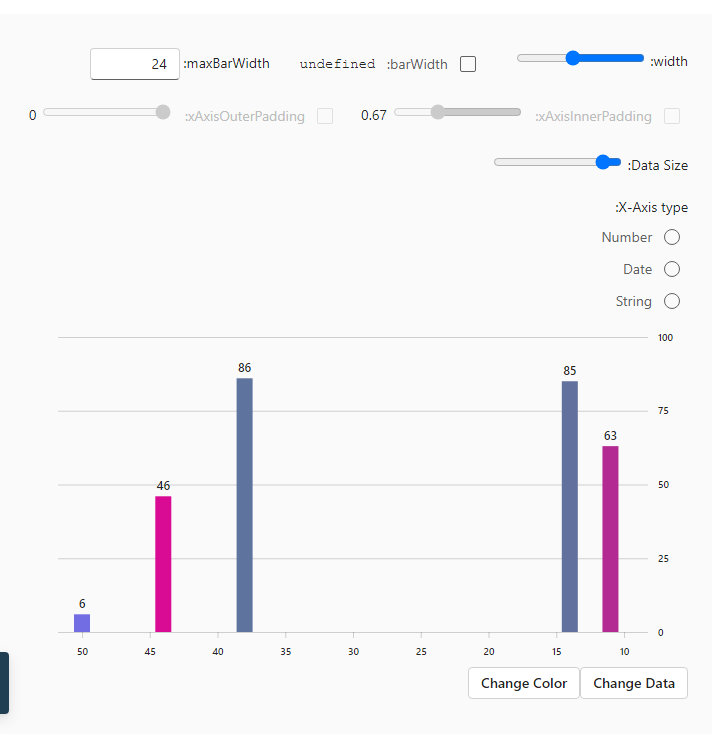 :width
undefined :barWidth
24 :maxBarWidth
:xAxisInnerPadding
0.67
:xAxisOuterPadding
0
:Data Size
:X-Axis type
Number
Date
String
100
75
50
25
0
6
46
86
85
63
50 45 40 35 30 25 20 15 10
Change Color Change Data